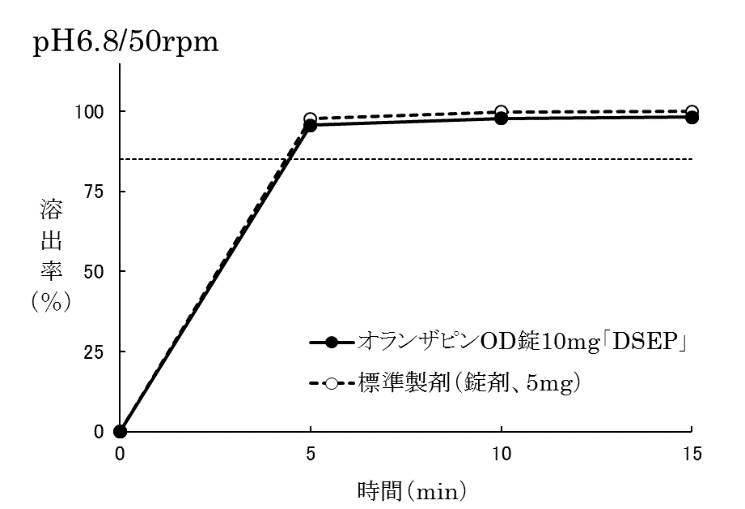 pH6.8/50rpm
100
75
50
25
0
溶出率(%)
オランザピンOD錠10mg「DSEP」
標準製剤(錠剤、5mg)
0 5 10 15
時間(min)